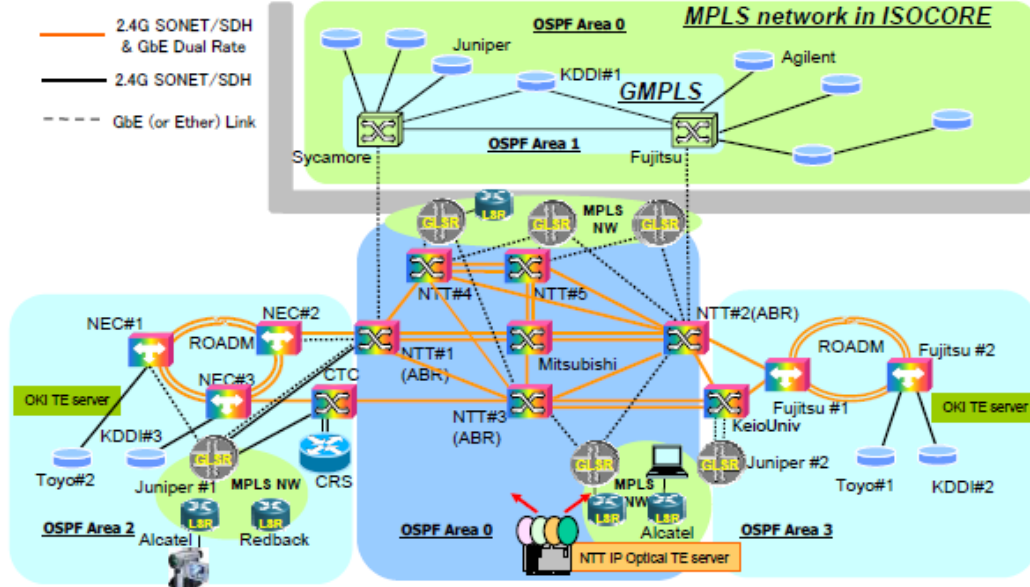 2.4G SONET/SDH
& GbE Dual Rate
2.4G SONET/SDH
GbE (or Ether) Link
OSPF Area 0
MPLS network in ISOCORE
Juniper
KDDI#1
Agilent
GMPLS
OSPF Area 1
Sycamore
Fujitsu
GLSR
LSR
GLSR
MPLS
NW
GLSR
NTT#4
NTT#5
NEC#1
NEC#2
ROADM
NEC#3
NTT#1
(ABR)
CTC
Mitsubishi
NTT#2(ABR)
ROADM
Fujitsu #2
OKI TE server
NTT#3
(ABR)
KeioUniv
Fujitsu #1
OKI TE server
KDDI#3
Toyo#2
GLSR
Juniper #1
MPLS NW
CRS
GLSR
MPLS
NW
GLSR
Juniper #2
Toyo#1
KDDI#2
OSPF Area 2
LSR
Alcatel
LSR
Redback
OSPF Area 0
LSR
LSR
Alcatel
OSPF Area 3
NTT IP Optical TE server